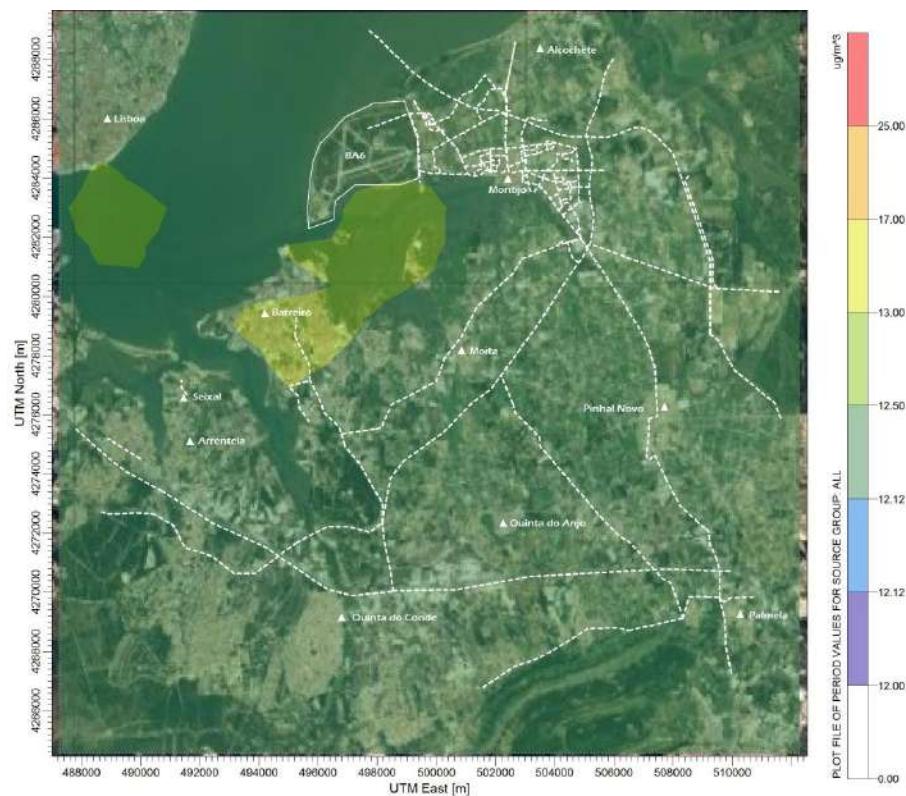 Alcochete
Lisboa
BA6
Montijo
Barreiro
Moita
Seixal
Pinhal Novo
Arrentela
Quinta do Anjo
Quinta do Conde
Palmela
UTM North [m]
4288000
4286000
4284000
4282000
4280000
4278000
4276000
4274000
4272000
4270000
4268000
4266000
488000 490000 492000 494000 496000 498000 500000 502000 504000 506000 508000 510000
UTM East [m]
PLOT FILE OF PERIOD VALUES FOR SOURCE GROUP: ALL
ug/m^3
25.00
17.00
13.00
12.50
12.12
12.12
12.00
0.00